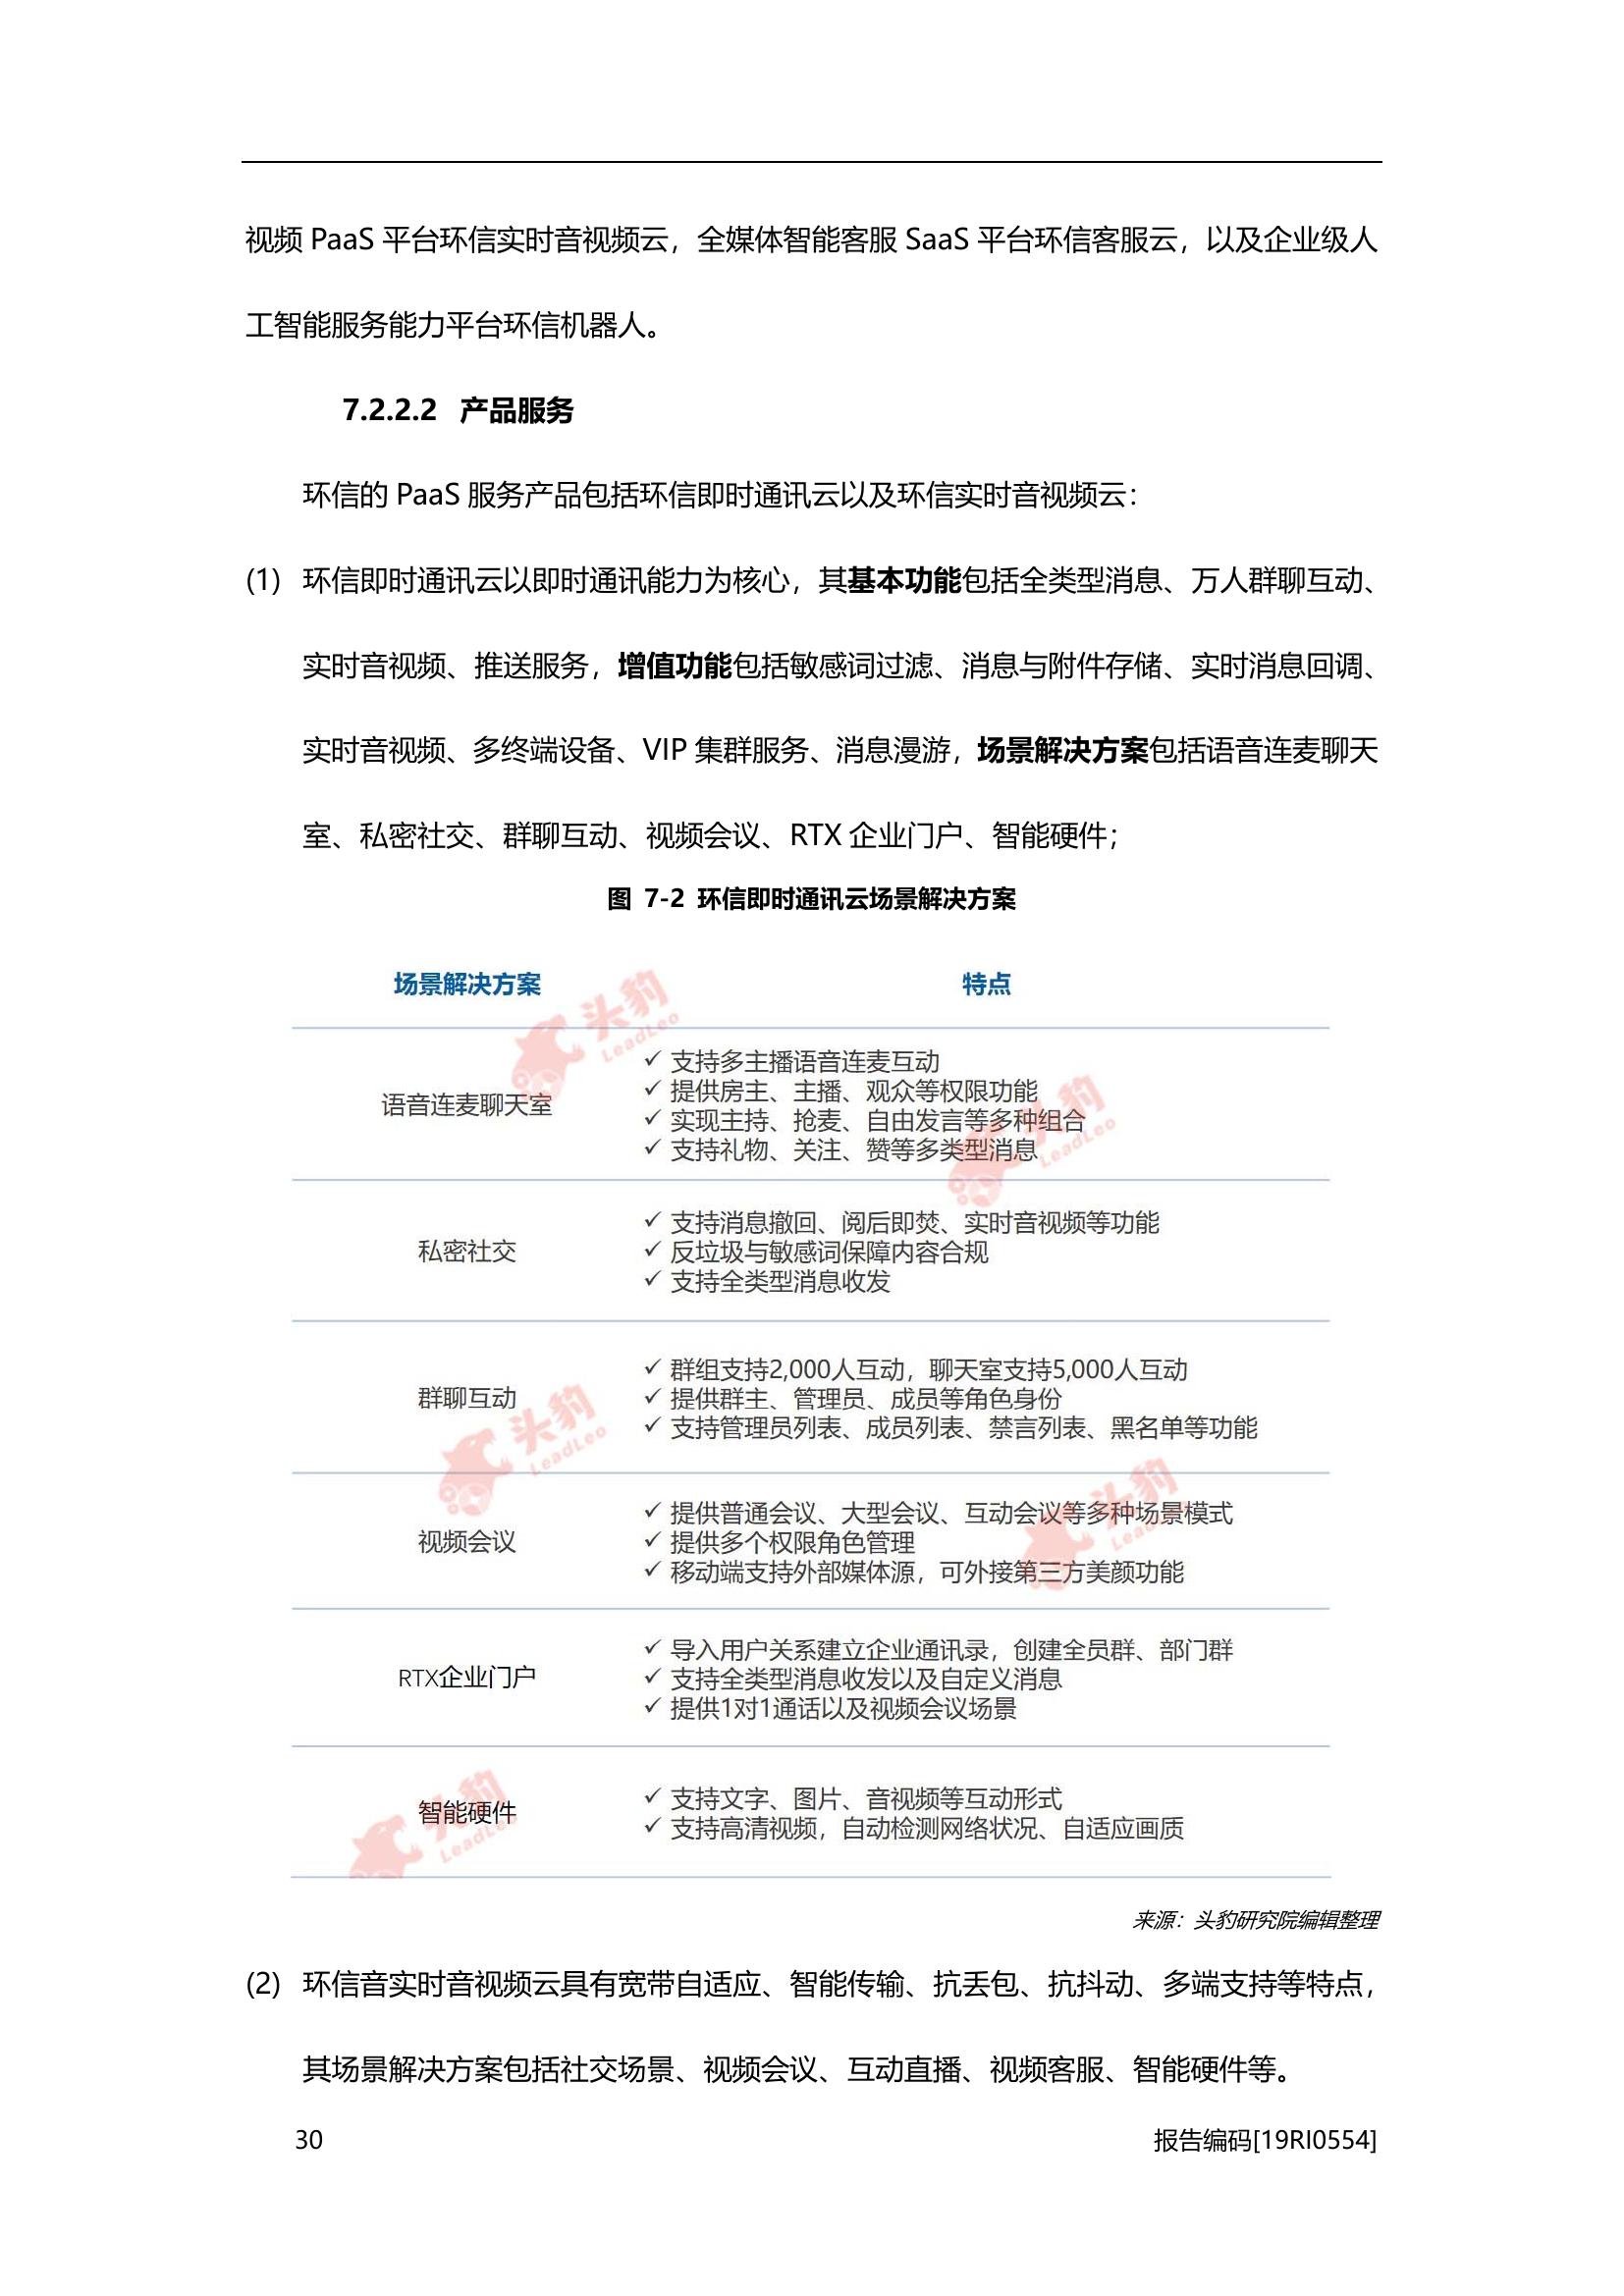 视频 PaaS 平台环信实时音视频云，全媒体智能客服 SaaS 平台环信客服云，以及企业级人
工智能服务能力平台环信机器人。
7.2.2.2 产品服务
环信的 PaaS 服务产品包括环信即时通讯云以及环信实时音视频云：
(1) 环信即时通讯云以即时通讯能力为核心，其基本功能包括全类型消息、万人群聊互动、
实时音视频、推送服务，增值功能包括敏感词过滤、消息与附件存储、实时消息回调、
实时音视频、多终端设备、VIP 集群服务、消息漫游，场景解决方案包括语音连麦聊天
室、私密社交、群聊互动、视频会议、RTX 企业门户、智能硬件；
图 7-2 环信即时通讯云场景解决方案
场景解决方案 特点
语音连麦聊天室
✓ 支持多主播语音连麦互动
✓ 提供房主、主播、观众等权限功能
✓ 实现主持、抢麦、自由发言等多种组合
✓ 支持礼物、关注、赞等多类型消息
私密社交
✓ 支持消息撤回、阅后即焚、实时音视频等功能
✓ 反垃圾与敏感词保障内容合规
✓ 支持全类型消息收发
群聊互动
✓ 群组支持2,000人互动，聊天室支持5,000人互动
✓ 提供群主、管理员、成员等角色身份
✓ 支持管理员列表、成员列表、禁言列表、黑名单等功能
视频会议
✓ 提供普通会议、大型会议、互动会议等多种场景模式
✓ 提供多个权限角色管理
✓ 移动端支持外部媒体源，可外接第三方美颜功能
RTX企业门户
✓ 导入用户关系建立企业通讯录，创建全员群、部门群
✓ 支持全类型消息收发以及自定义消息
✓ 提供1对1通话以及视频会议场景
智能硬件
✓ 支持文字、图片、音视频等互动形式
✓ 支持高清视频，自动检测网络状况、自适应画质
头豹
LeadLeo
头豹
LeadLeo
头豹
LeadLeo
头豹
LeadLeo
头豹
LeadLeo
来源：头豹研究院编辑整理
(2) 环信音实时音视频云具有宽带自适应、智能传输、抗丢包、抗抖动、多端支持等特点，
其场景解决方案包括社交场景、视频会议、互动直播、视频客服、智能硬件等。
30 报告编码[19RI0554]